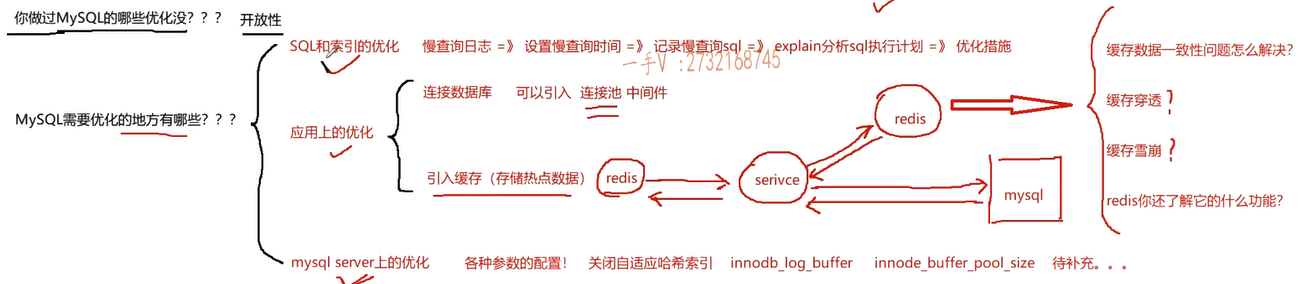 你做过MySQL的哪些优化没？？？ 开放性
SQL和索引的优化 慢查询日志 =》 设置慢查询时间 =》 记录慢查询sql =》 explain分析sql执行计划 =》 优化措施
一手V :2732168745
缓存数据一致性问题怎么解决？
连接数据库 可以引入 连接池 中间件
缓存穿透？
MySQL需要优化的地方有哪些？？？
redis
应用上的优化
缓存雪崩？
引入缓存（存储热点数据） redis
serivce
mysql
redis你还了解它的什么功能？
mysql server上的优化 各种参数的配置！ 关闭自适应哈希索引 innodb_log_buffer innode_buffer_pool_size 待补充。。。